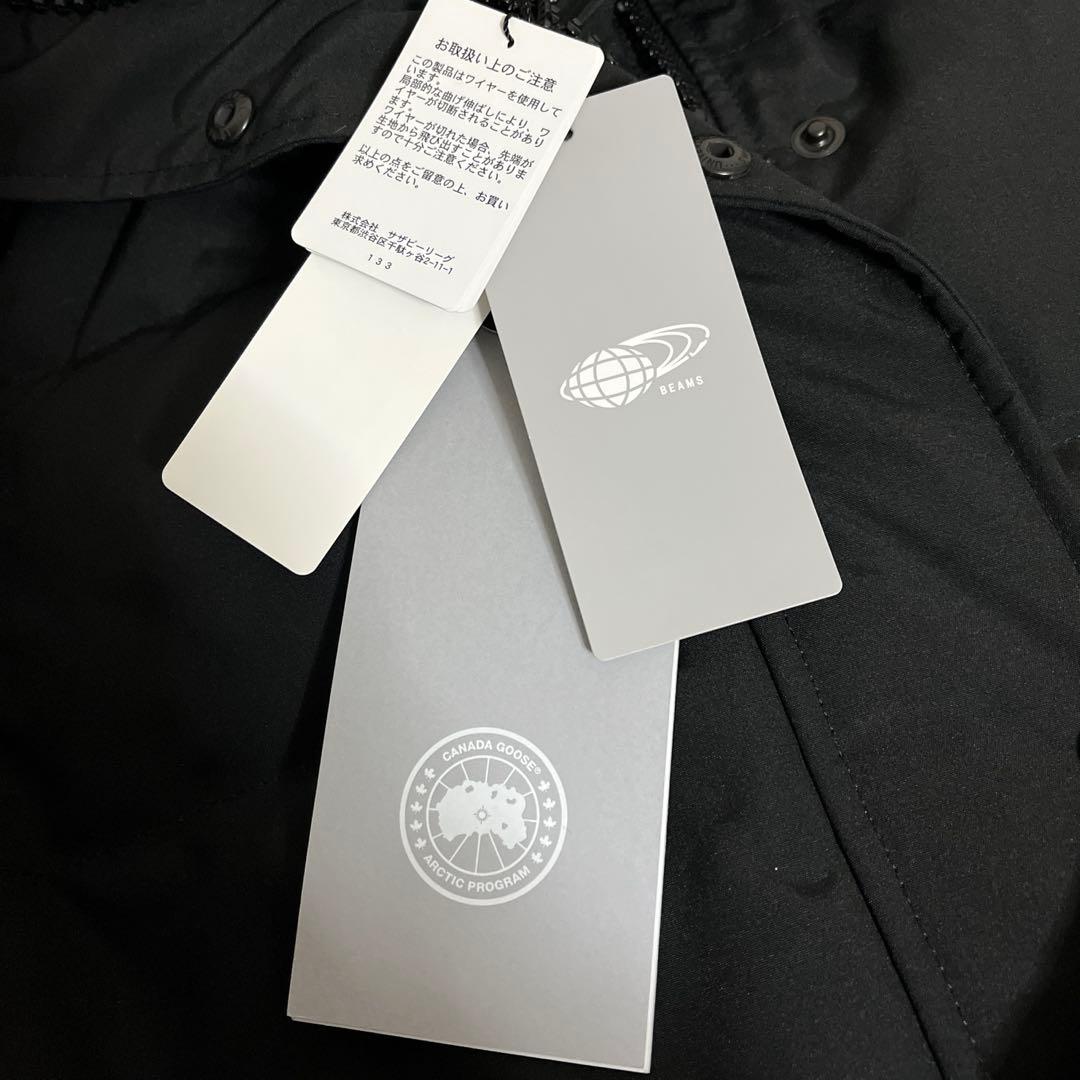 お取扱い上のご注意
この製品はワイヤーを使用して
います。
局部的な曲げ伸ばしにより、ワ
イヤーが切断されることがあり
ます。
ワイヤーが切れた場合、先端が
生地から飛び出すことがありま
すので十分ご注意ください。
以上の点をご留意の上、お買い
求めください。
株式会社 サザビーリーグ
東京都渋谷区千駄ヶ谷2-11-1
133
BEAMS
CANADA GOOSE®
ARCTIC PROGRAM